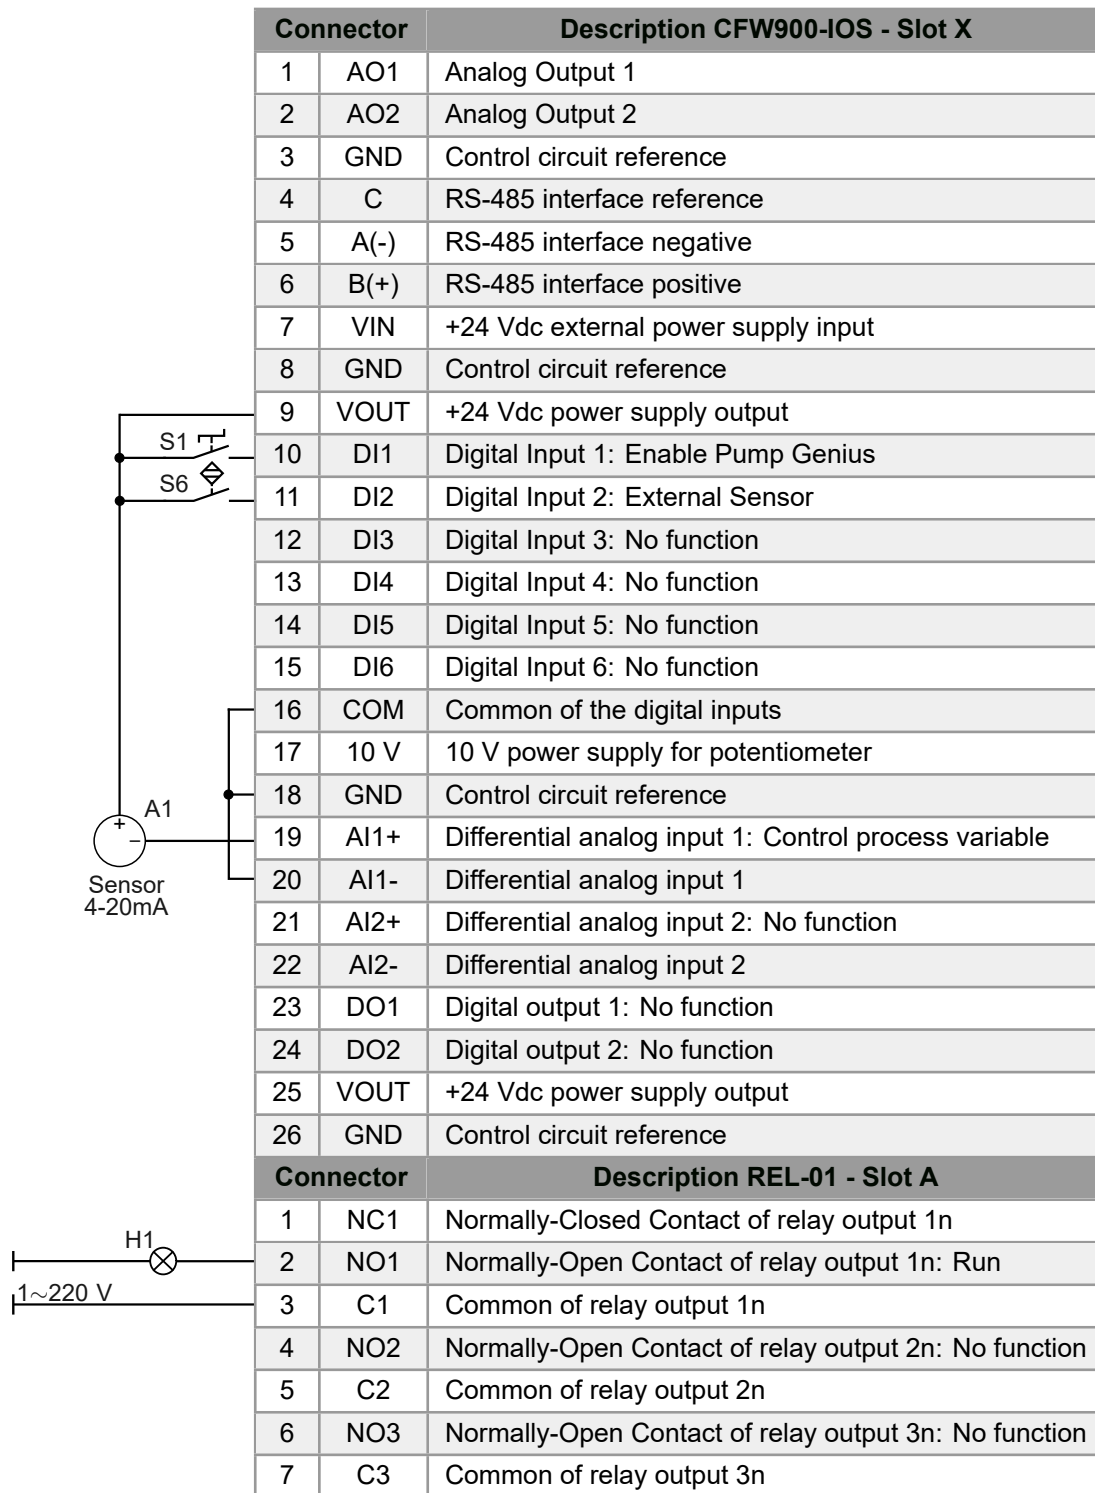 Connector Description CFW900-IOS - Slot X
1 AO1 Analog Output 1
2 AO2 Analog Output 2
3 GND Control circuit reference
4 C RS-485 interface reference
5 A(-) RS-485 interface negative
6 B(+) RS-485 interface positive
7 VIN +24 Vdc external power supply input
8 GND Control circuit reference
9 VOUT +24 Vdc power supply output
S1 10 DI1 Digital Input 1: Enable Pump Genius
S6 11 DI2 Digital Input 2: External Sensor
12 DI3 Digital Input 3: No function
13 DI4 Digital Input 4: No function
14 DI5 Digital Input 5: No function
15 DI6 Digital Input 6: No function
16 COM Common of the digital inputs
17 10 V 10 V power supply for potentiometer
A1 18 GND Control circuit reference
+ − 19 AI1+ Differential analog input 1: Control process variable
Sensor 20 AI1- Differential analog input 1
4-20mA
21 AI2+ Differential analog input 2: No function
22 AI2- Differential analog input 2
23 DO1 Digital output 1: No function
24 DO2 Digital output 2: No function
25 VOUT +24 Vdc power supply output
26 GND Control circuit reference
Connector Description REL-01 - Slot A
1 NC1 Normally-Closed Contact of relay output 1n
H1 2 NO1 Normally-Open Contact of relay output 1n: Run
1∼220 V 3 C1 Common of relay output 1n
4 NO2 Normally-Open Contact of relay output 2n: No function
5 C2 Common of relay output 2n
6 NO3 Normally-Open Contact of relay output 3n: No function
7 C3 Common of relay output 3n